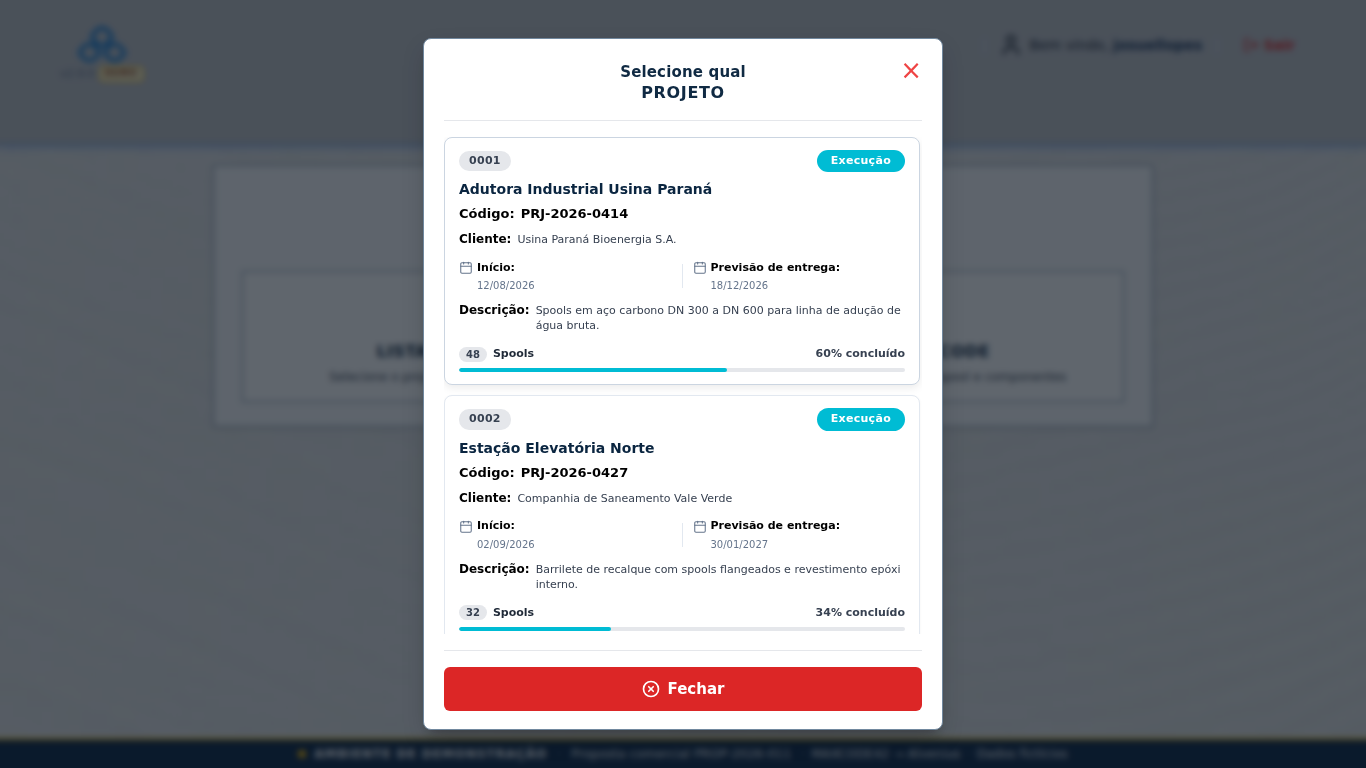 Selecione qual
PROJETO
0001
Execução
Adutora Industrial Usina Paraná
Código: PRJ-2026-0414
Cliente: Usina Paraná Bioenergia S.A.
Início:
12/08/2026
Previsão de entrega:
18/12/2026
Descrição: Spools em aço carbono DN 300 a DN 600 para linha de adução de
água bruta.
48 Spools
60% concluído
0002
Execução
Estação Elevatória Norte
Código: PRJ-2026-0427
Cliente: Companhia de Saneamento Vale Verde
Início:
02/09/2026
Previsão de entrega:
30/01/2027
Descrição: Barrilete de recalque com spools flangeados e revestimento epóxi
interno.
32 Spools
34% concluído
Fechar
AMBIENTE DE DEMONSTRAÇÃO